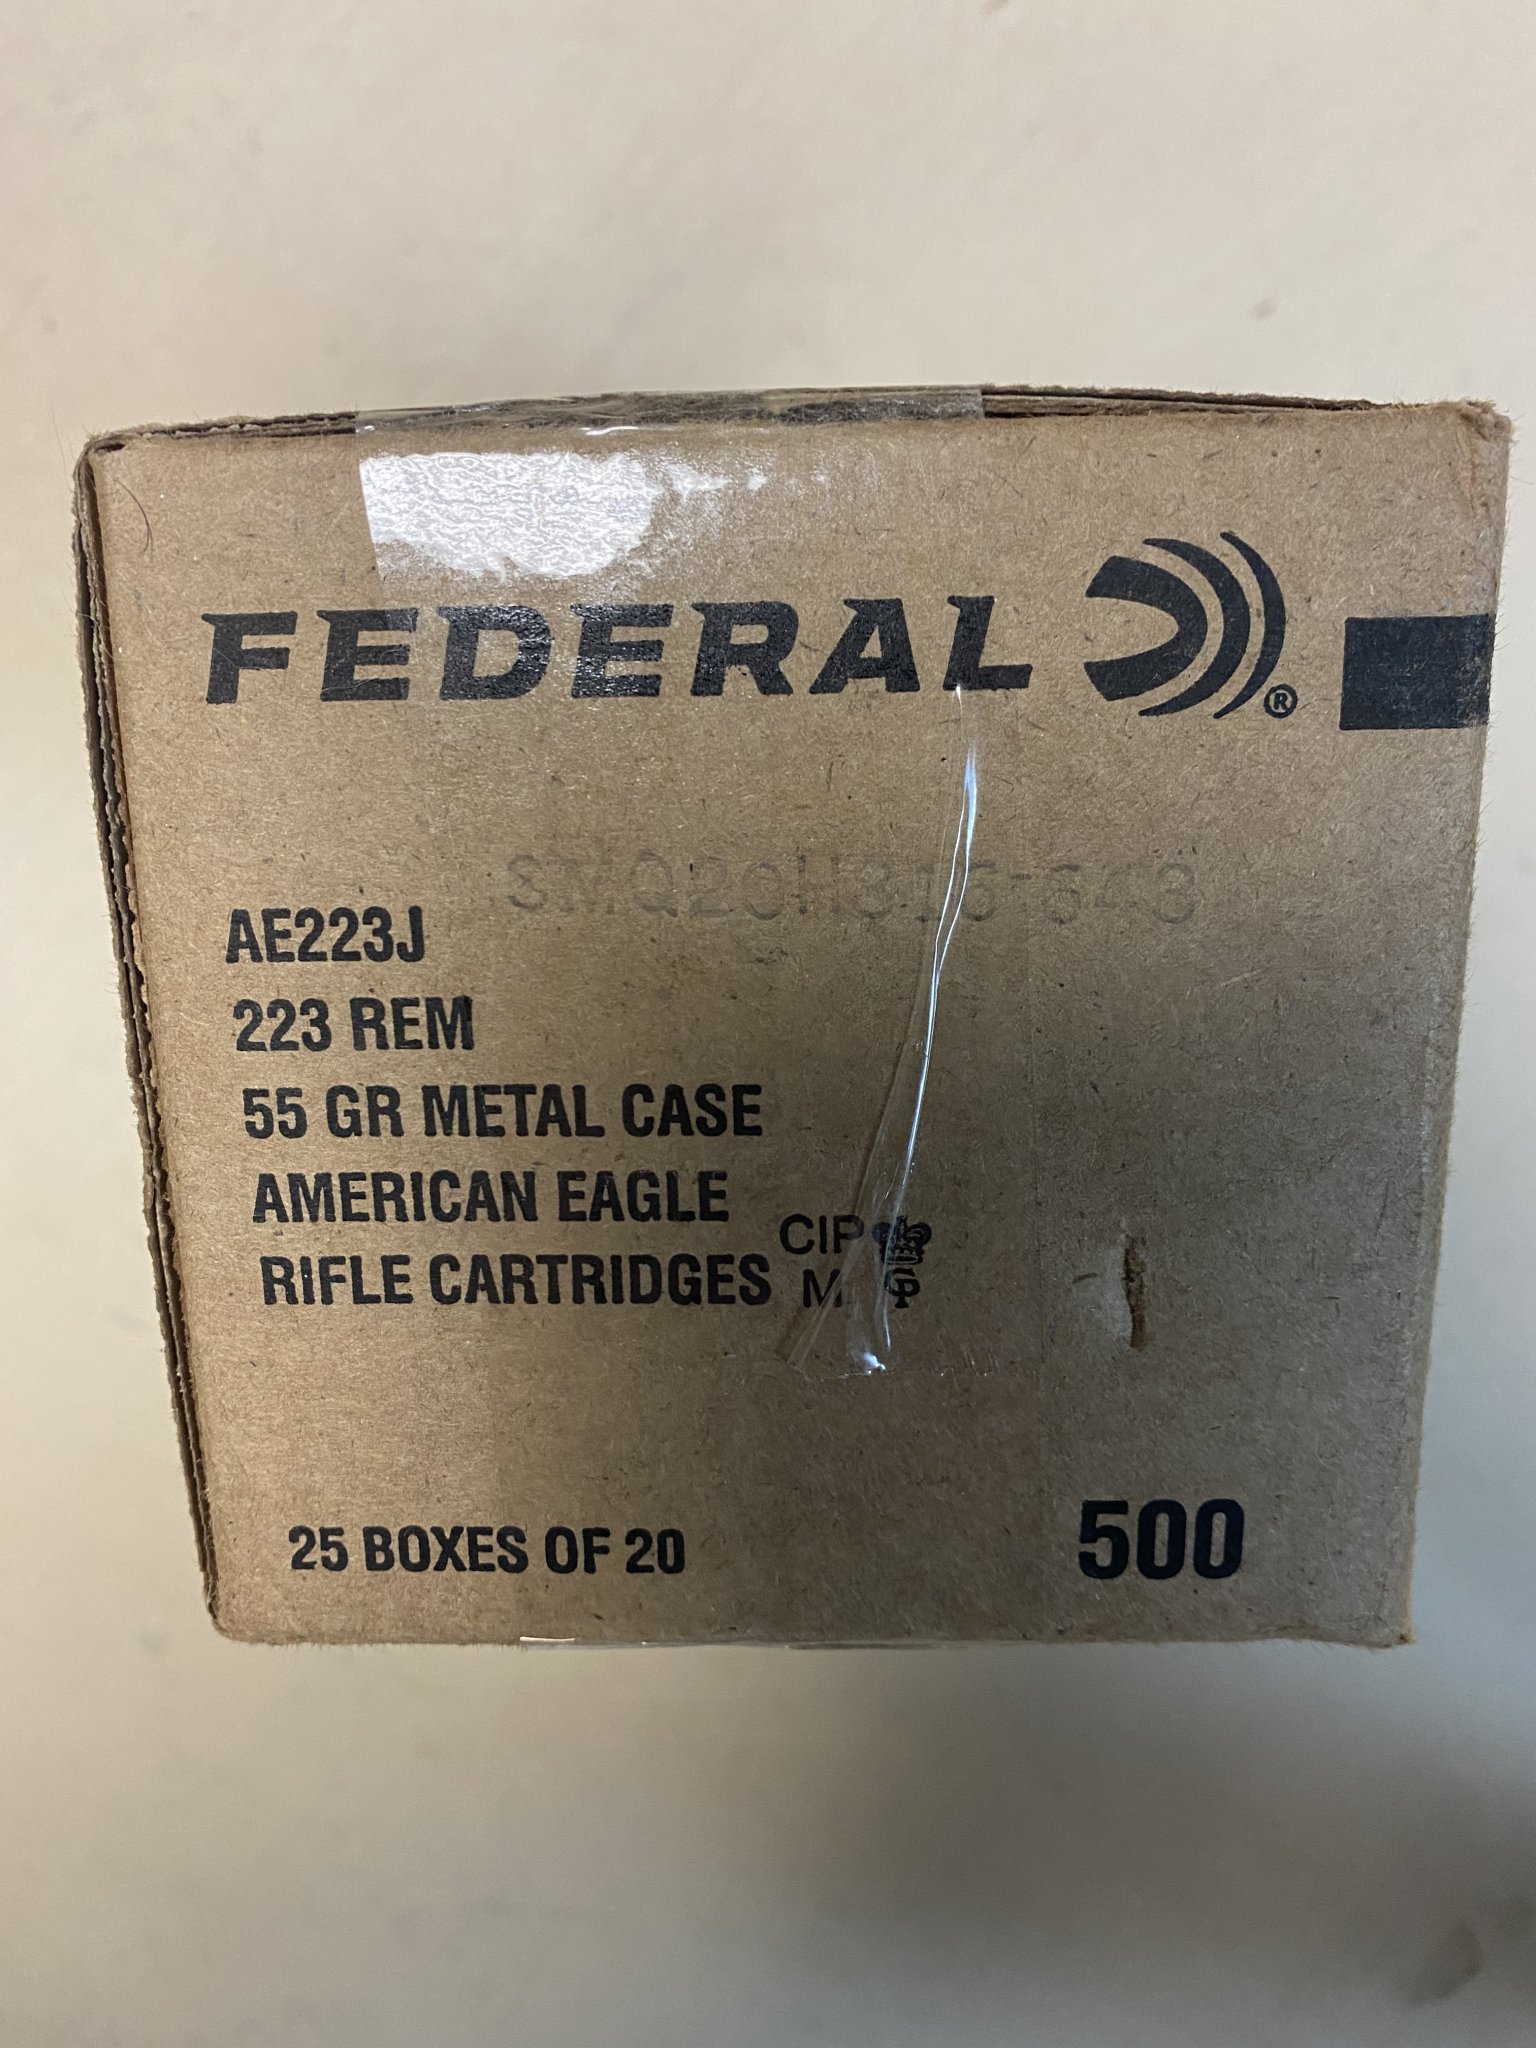 FEDERAL ®
AE223J
223 REM
55 GR METAL CASE
AMERICAN EAGLE
RIFLE CARTRIDGES
CIP
M
25 BOXES OF 20
500